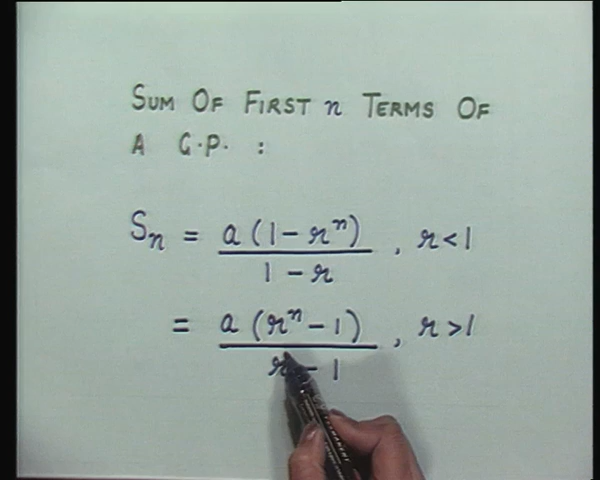 SUM OF FIRST n TERMS OF
A G.P. :
Sn = a(1-r^n) / 1-r , r<1
= a(r^n-1) / r-1 , r>1